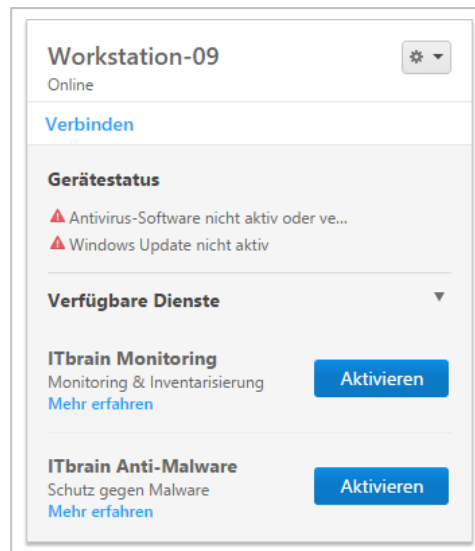 Workstation-09
Online
Verbinden
Gerätestatus
Antivirus-Software nicht aktiv oder ve...
Windows Update nicht aktiv
Verfügbare Dienste
ITbrain Monitoring
Monitoring & Inventarisierung
Mehr erfahren
Aktivieren
ITbrain Anti-Malware
Schutz gegen Malware
Mehr erfahren
Aktivieren